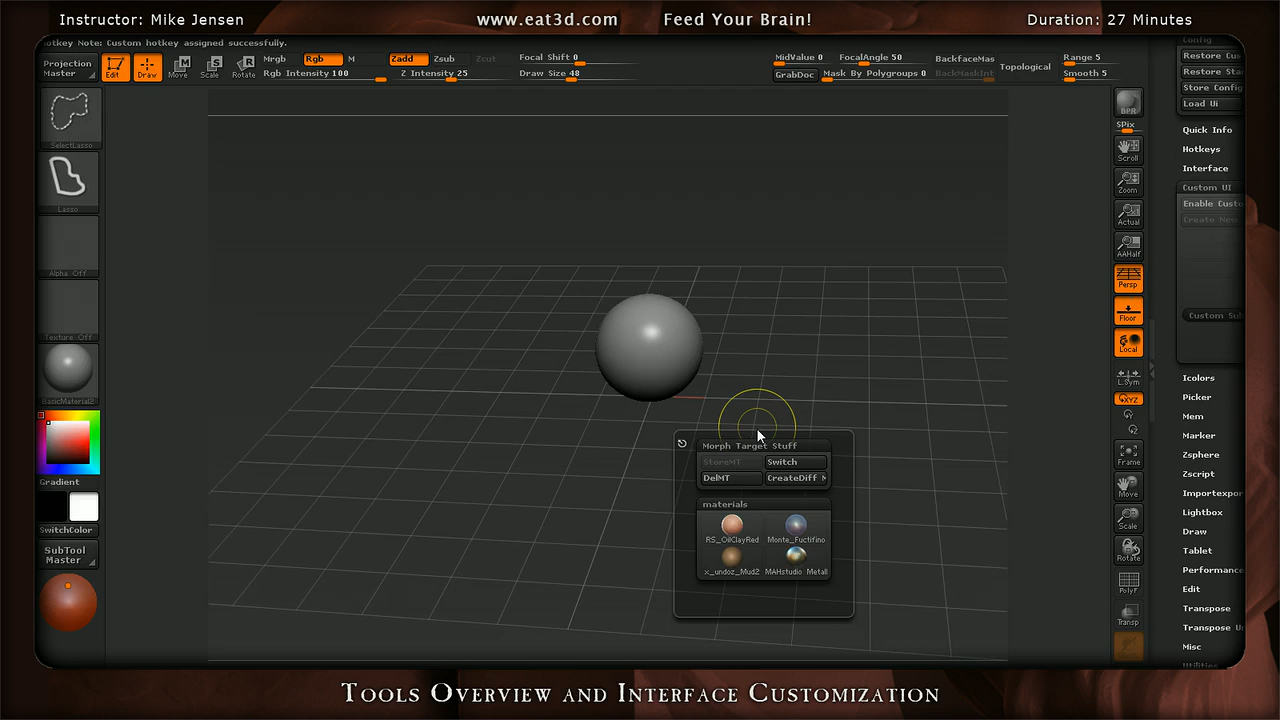 Instructor: Mike Jensen
www.eat3d.com
Feed Your Brain!
Duration: 27 Minutes
otkey Note: Custom hotkey assigned successfully.
Projection
Master
Edit
Draw
Move
Scale
Rotate
Mrgb
Rgb
M
Rgb Intensity 100
Zadd
Zsub
Zcut
Z Intensity 25
Focal Shift 0
Draw Size 48
MidValue 0
FocalAngle 50
GrabDoc
Mask By Polygroups 0
BackfaceMas
BackMaskInt
Topological
Range 5
Smooth 5
SelectLasso
Lasso
Alpha Off
Texture Off
BasicMaterial2
Gradient
SwitchColor
SubTool
Master
Morph Target Stuff
StoreMT
Switch
DelMT
CreateDiff M
materials
RS_OilClayRed
Monte_Fuctifino
x_undoz_Mud2
MAHstudio_Metall
BPR
SPix
Scroll
Zoom
Actual
AAHalf
Persp
Floor
Local
L.Sym
XYZ
Y
Z
Frame
Move
Scale
Rotate
PolyF
Transp
Config
Restore Cus
Restore Sta
Store Config
Load Ui
Quick Info
Hotkeys
Interface
Custom UI
Enable Custo
Create New
Custom Sub
Icolors
Picker
Mem
Marker
Zsphere
Zscript
Importexpor
Lightbox
Draw
Tablet
Performance
Edit
Transpose
Transpose Un
Misc
Utilities
Tools Overview and Interface Customization